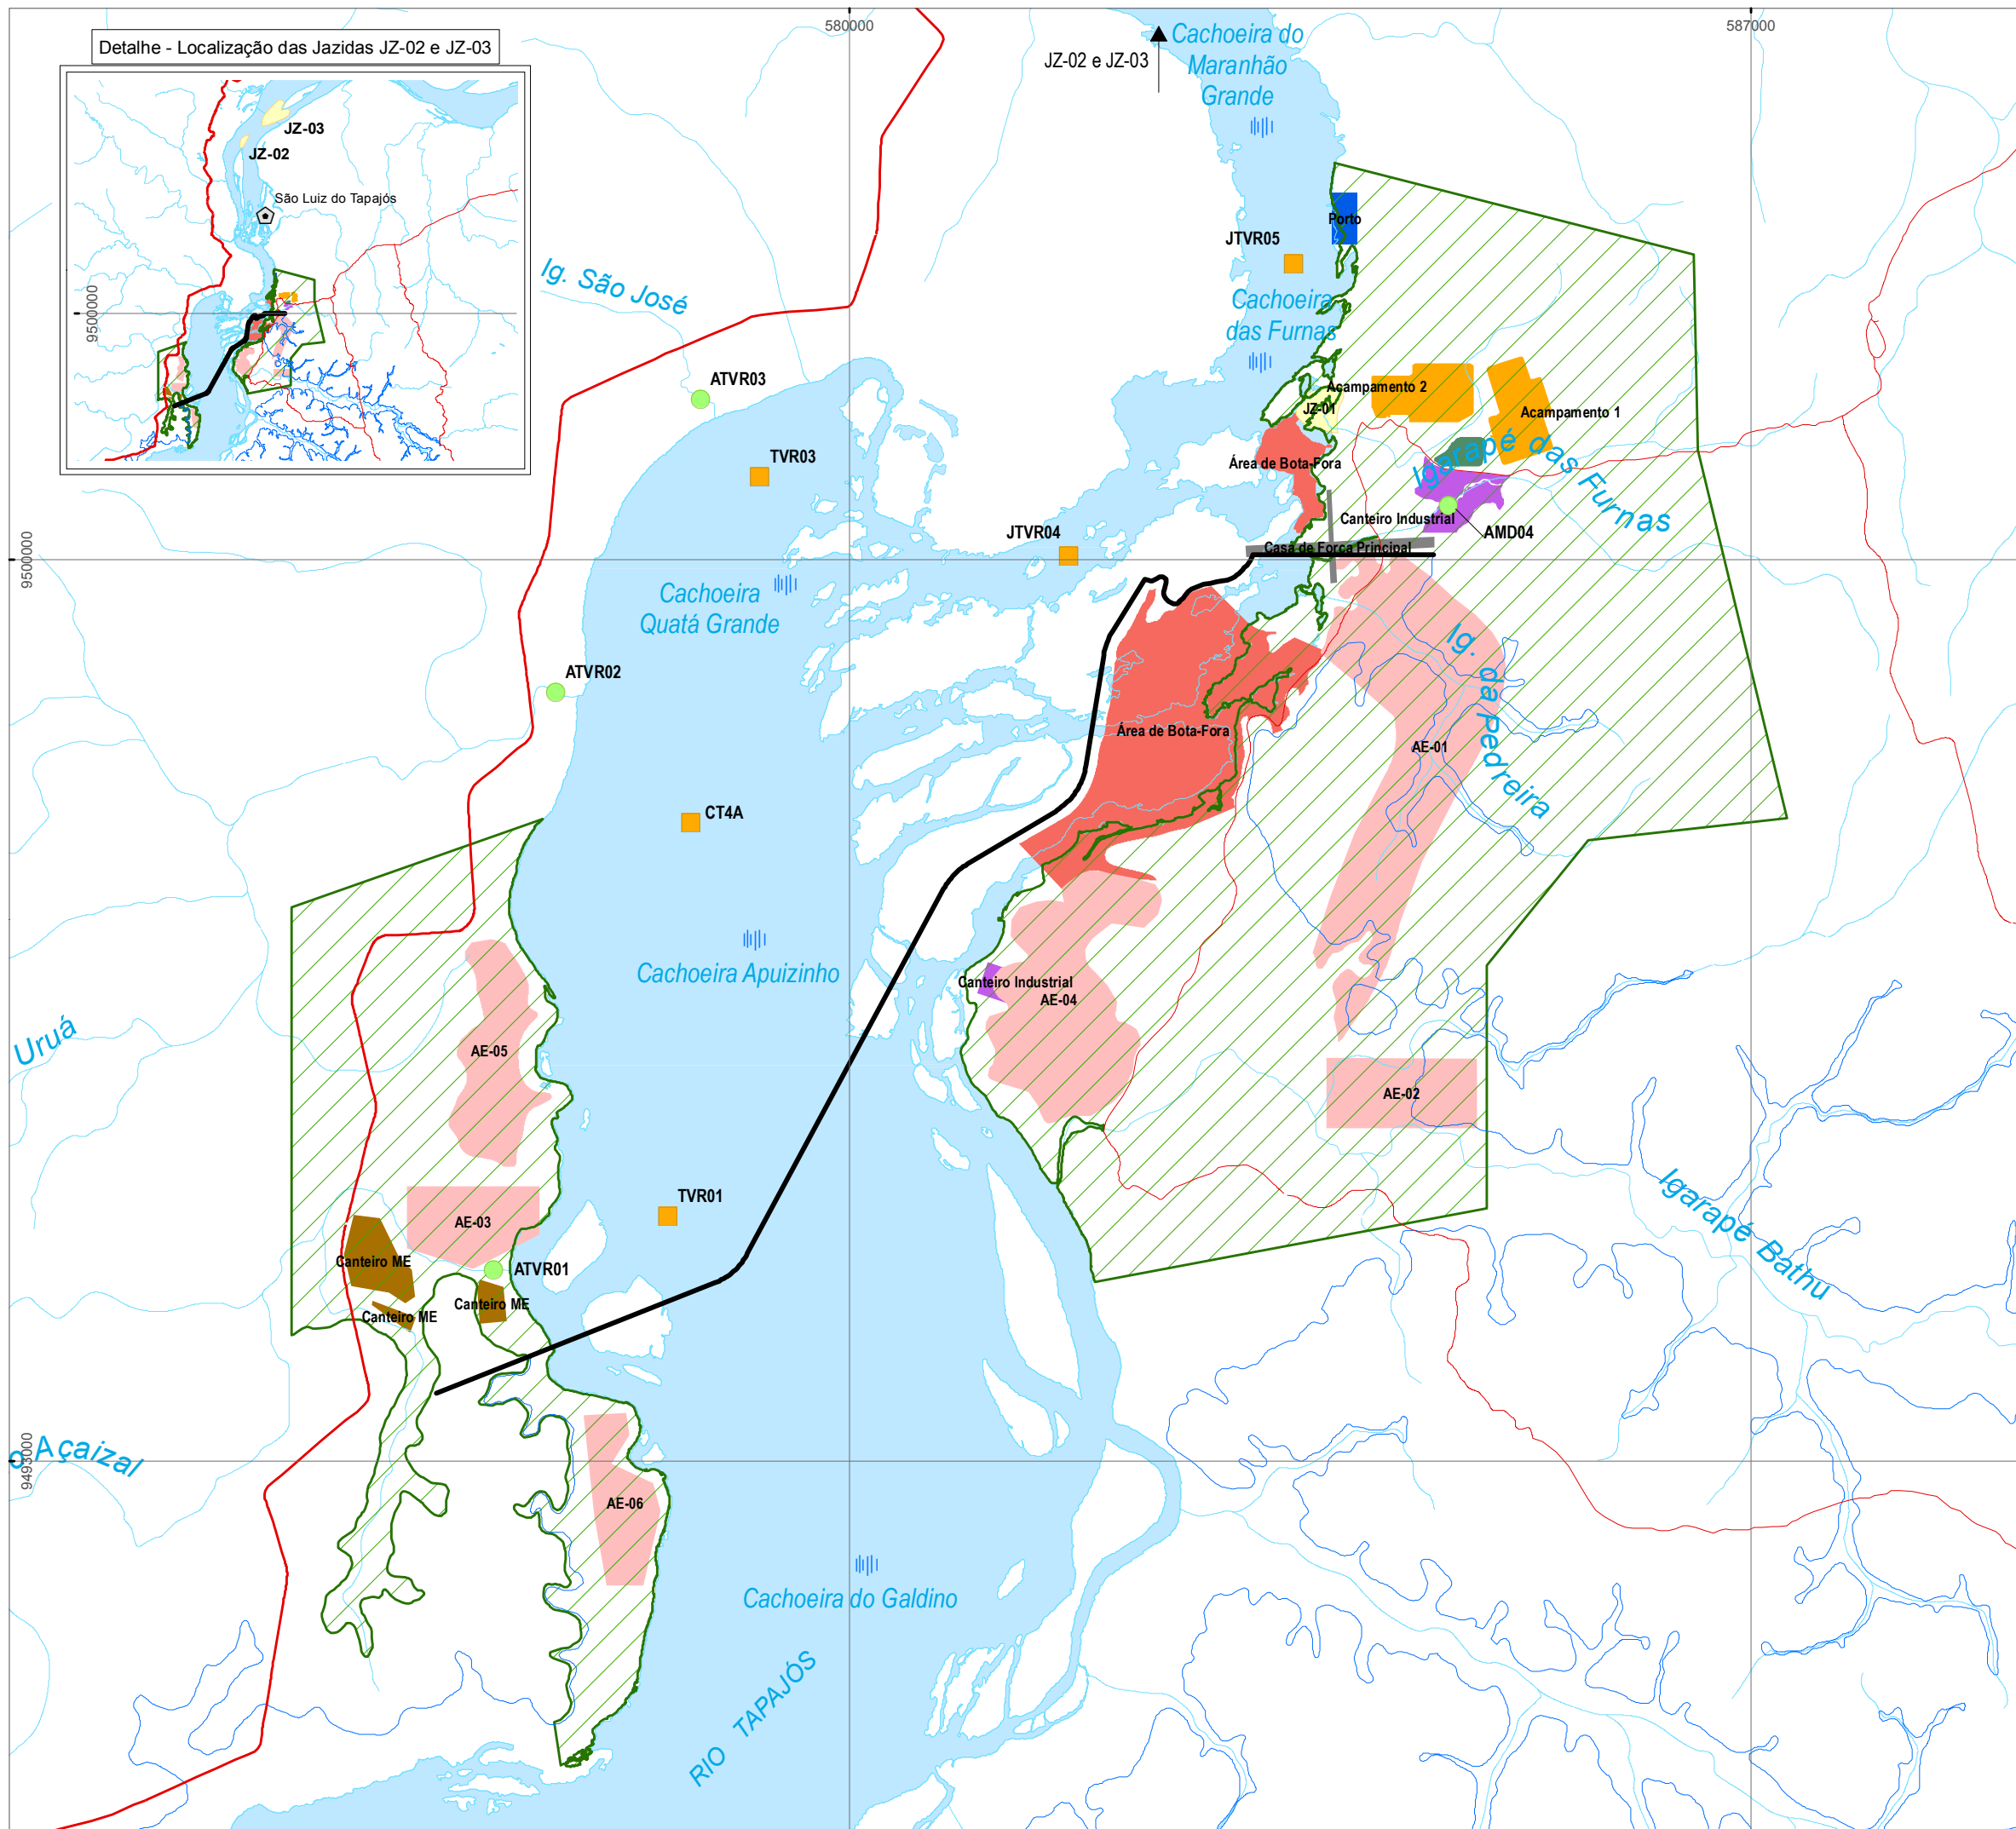 580000
587000
Detalhe - Localização das Jazidas JZ-02 e JZ-03
JZ-03
JZ-02
São Luiz do Tapajós
9500000
JZ-02 e JZ-03
Cachoeira do
Maranhão
Grande
Porto
JTVR05
Ig. São José
Cachoeira
das Furnas
ATVR03
Acampamento 2
JZ-01
Acampamento 1
TVR03
Área de Bota-Fora
Igarapé das Furnas
Canteiro Industrial
AMD04
JTVR04
Casa de Força Principal
9500000
Cachoeira
Quatá Grande
Ig. da Pedreira
ATVR02
Área de Bota-Fora
AE-01
CT4A
Cachoeira Apuizinho
Canteiro Industrial
AE-04
Uruá
AE-05
AE-02
TVR01
AE-03
Igarapé Bathu
Canteiro ME
ATVR01
Canteiro ME
Canteiro ME
o Açaizal
9493000
AE-06
Cachoeira do Galdino
RIO TAPAJÓS